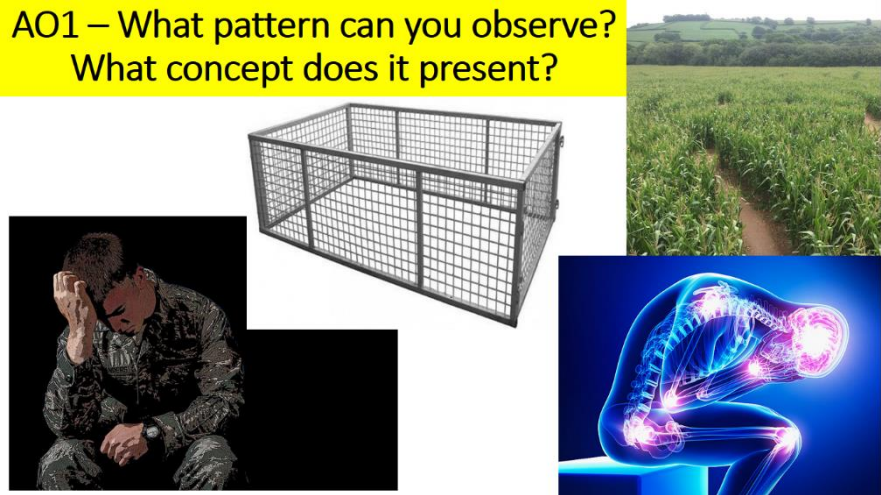 AO1 – What pattern can you observe?
What concept does it present?